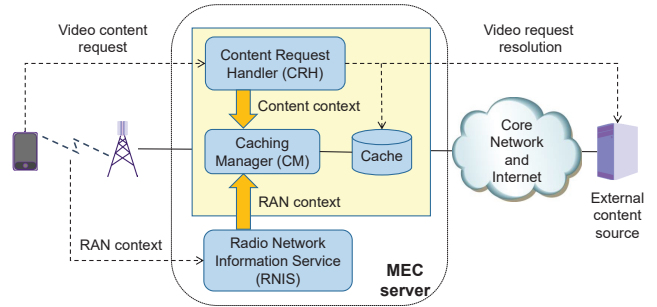 Video content
request
Content Request
Handler (CRH)
Video request
resolution
Content context
Caching
Manager (CM)
Cache
Core
Network
and
Internet
RAN context
External
content
source
RAN context
Radio Network
Information Service
(RNIS)
MEC
server